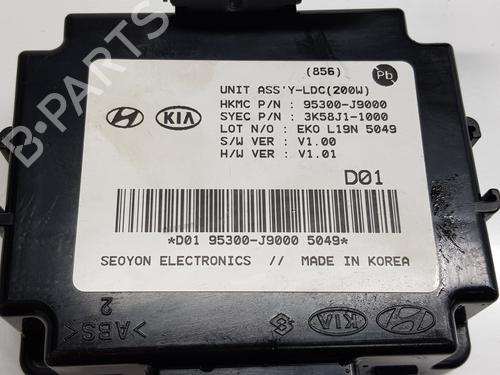 B-PARTS
(856)
Pb
UNIT ASS'Y-LDC(200W)
HYUNDAI KIA
HKMC P/N : 95300-J9000
SYEC P/N : 3K58J1-1000
LOT N/O : EKO L19N 5049
S/W VER : V1.00
H/W VER : V1.01
D01
*D01 95300-J9000 5049*
SEOYON ELECTRONICS // MADE IN KOREA
>ABS<
2
KIA